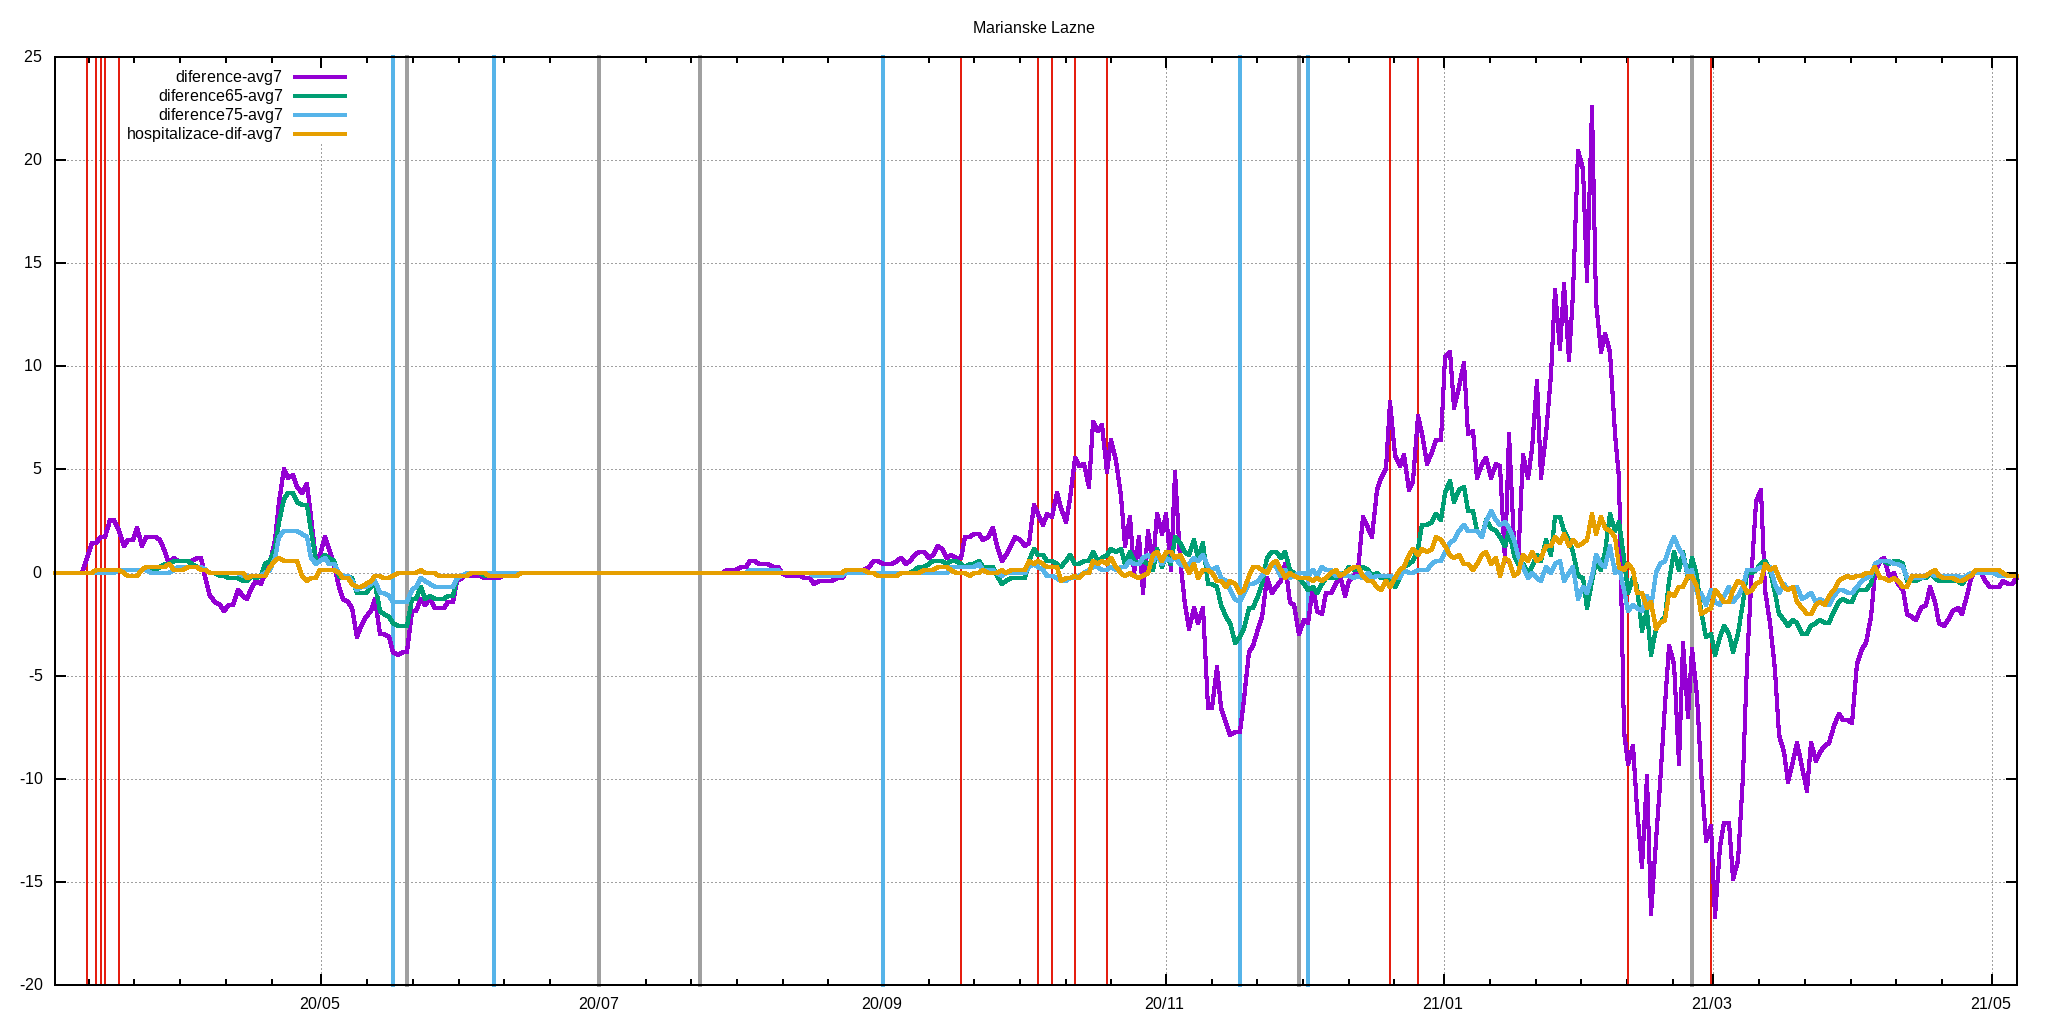 Marianske Lazne
25
20
15
10
5
0
-5
-10
-15
-20
diference-avg7
diference65-avg7
diference75-avg7
hospitalizace-dif-avg7
20/05 20/07 20/09 20/11 21/01 21/03 21/05